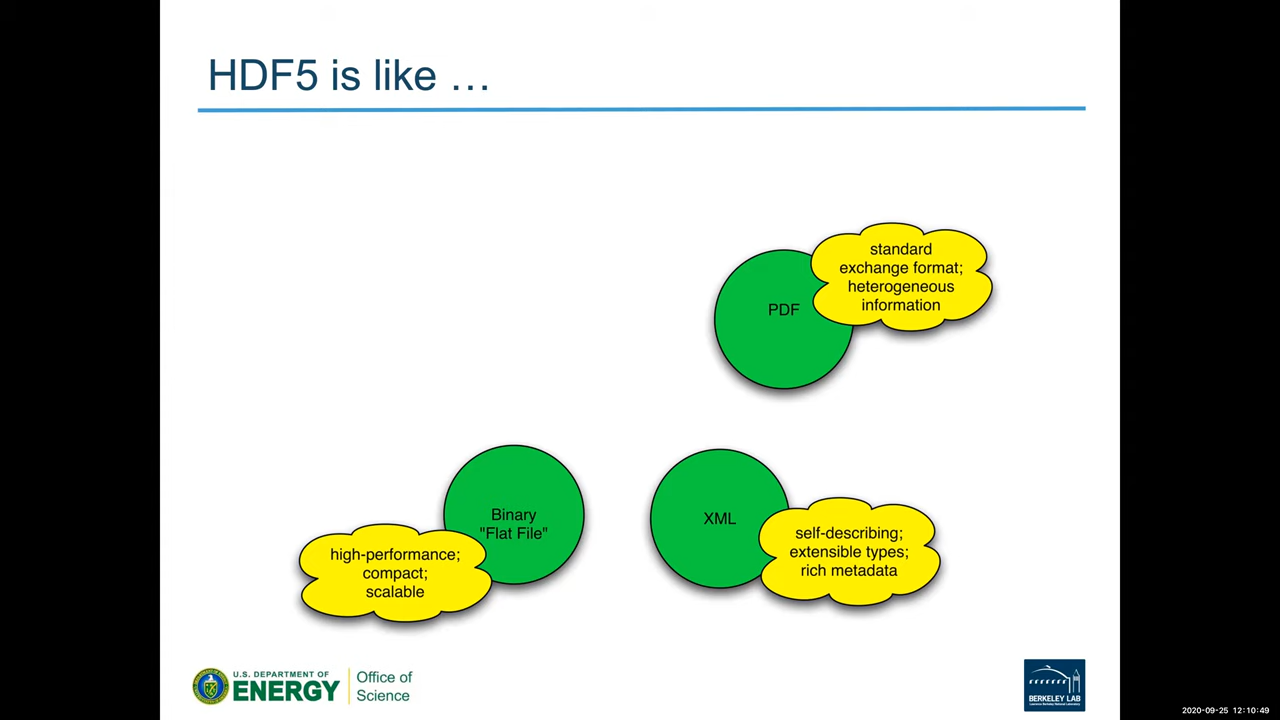 HDF5 is like …
standard
exchange format;
heterogeneous
information
PDF
Binary
"Flat File"
high-performance;
compact;
scalable
XML
self-describing;
extensible types;
rich metadata
U.S. DEPARTMENT OF
ENERGY
Office of
Science
BERKELEY LAB
2020-09-25 12:10:49